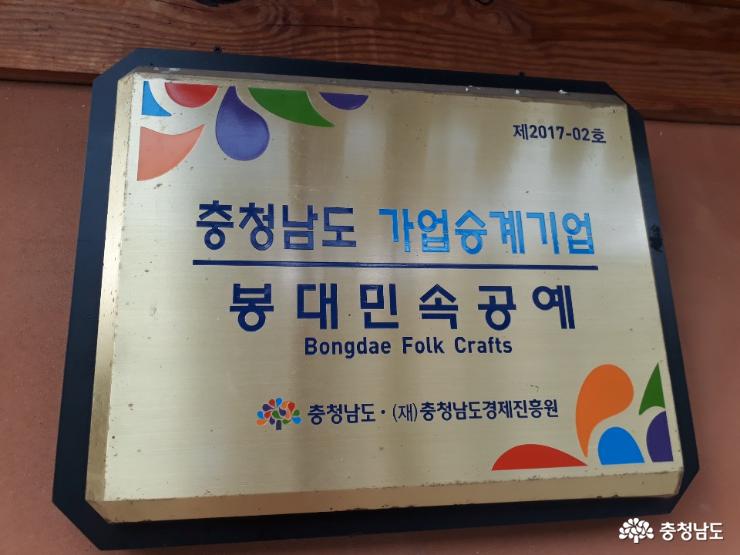 제2017-02호
충청남도 가업승계기업
봉대민속공예
Bongdae Folk Crafts
충청남도 · (재)충청남도경제진흥원
충청남도